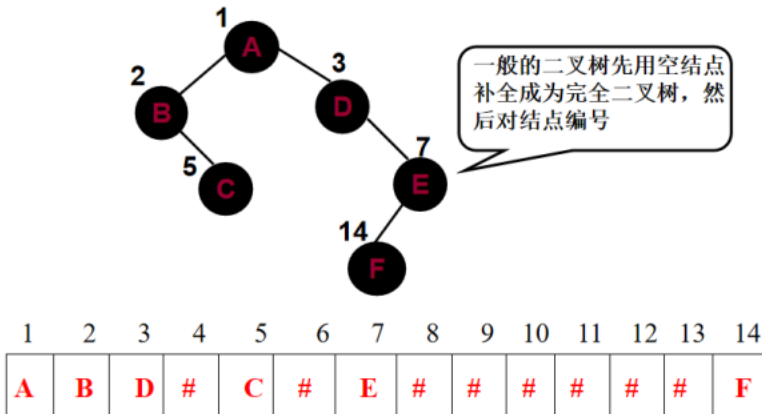 1
A
2
3
B
D
5
7
C
E
14
F
一般的二叉树先用空结点
补全成为完全二叉树，然
后对结点编号
1 2 3 4 5 6 7 8 9 10 11 12 13 14
A B D # C # E # # # # # # F